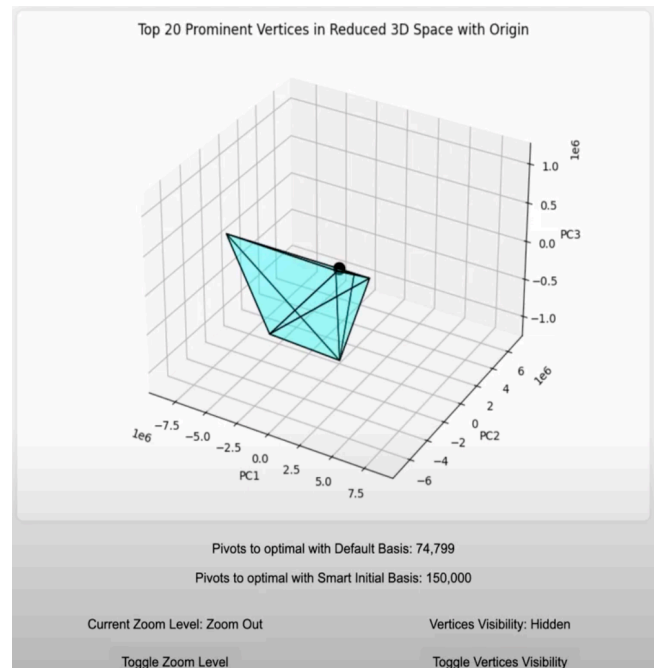 Top 20 Prominent Vertices in Reduced 3D Space with Origin
1e6
1.0
0.5
0.0
PC3
−0.5
−1.0
6
1e6
4
2
0
PC2
−2
−4
−6
1e6
−7.5
−5.0
−2.5
0.0
PC1
2.5
5.0
7.5
Pivots to optimal with Default Basis: 74,799
Pivots to optimal with Smart Initial Basis: 150,000
Current Zoom Level: Zoom Out
Vertices Visibility: Hidden
Toggle Zoom Level
Toggle Vertices Visibility